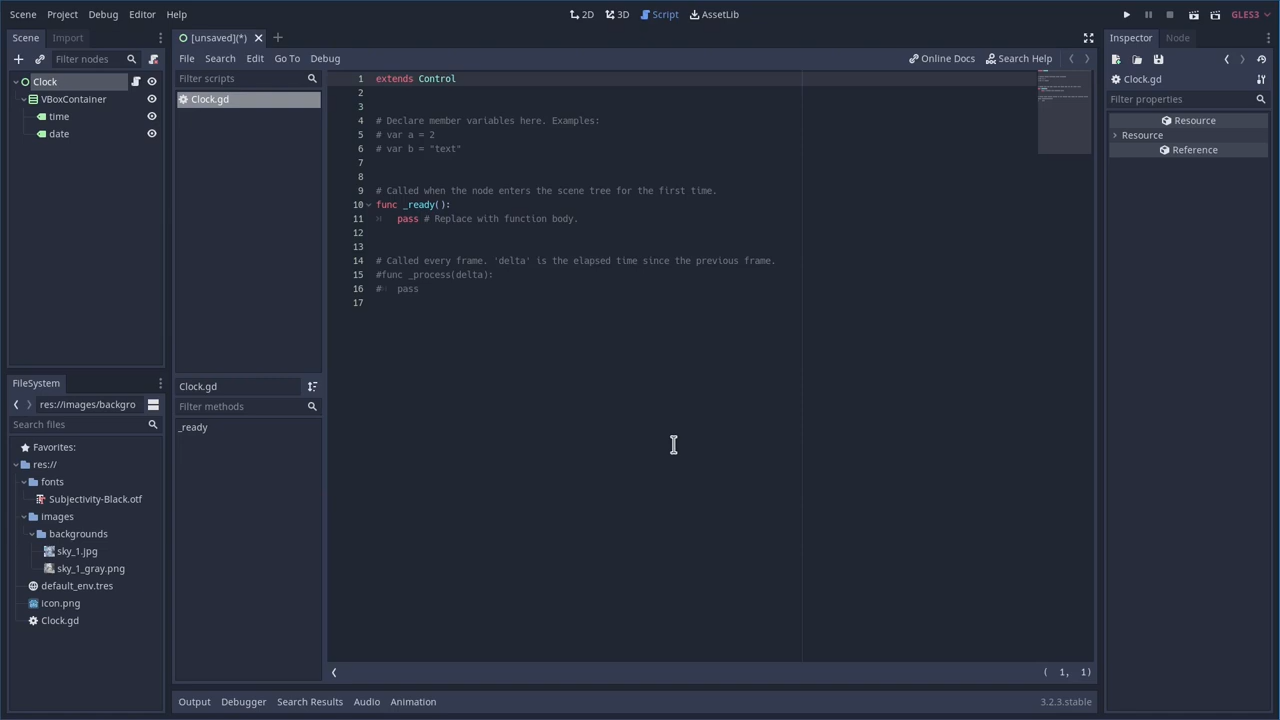 Scene Project Debug Editor Help
2D 3D Script AssetLib
GLES3
Scene Import
Filter nodes
Clock
VBoxContainer
time
date
FileSystem
res://images/backgro
Search files
Favorites:
res://
fonts
Subjectivity-Black.otf
images
backgrounds
sky_1.jpg
sky_1_gray.png
default_env.tres
icon.png
Clock.gd
[unsaved](*)
File Search Edit Go To Debug
Online Docs Search Help
Filter scripts
Clock.gd
Clock.gd
Filter methods
_ready
1 extends Control
2
3
4 # Declare member variables here. Examples:
5 # var a = 2
6 # var b = "text"
7
8
9 # Called when the node enters the scene tree for the first time.
10 func _ready():
11 pass # Replace with function body.
12
13
14 # Called every frame. 'delta' is the elapsed time since the previous frame.
15 #func _process(delta):
16 # pass
17
( 1, 1)
Output Debugger Search Results Audio Animation
3.2.3.stable
Inspector Node
Clock.gd
Filter properties
Resource
Resource
Reference